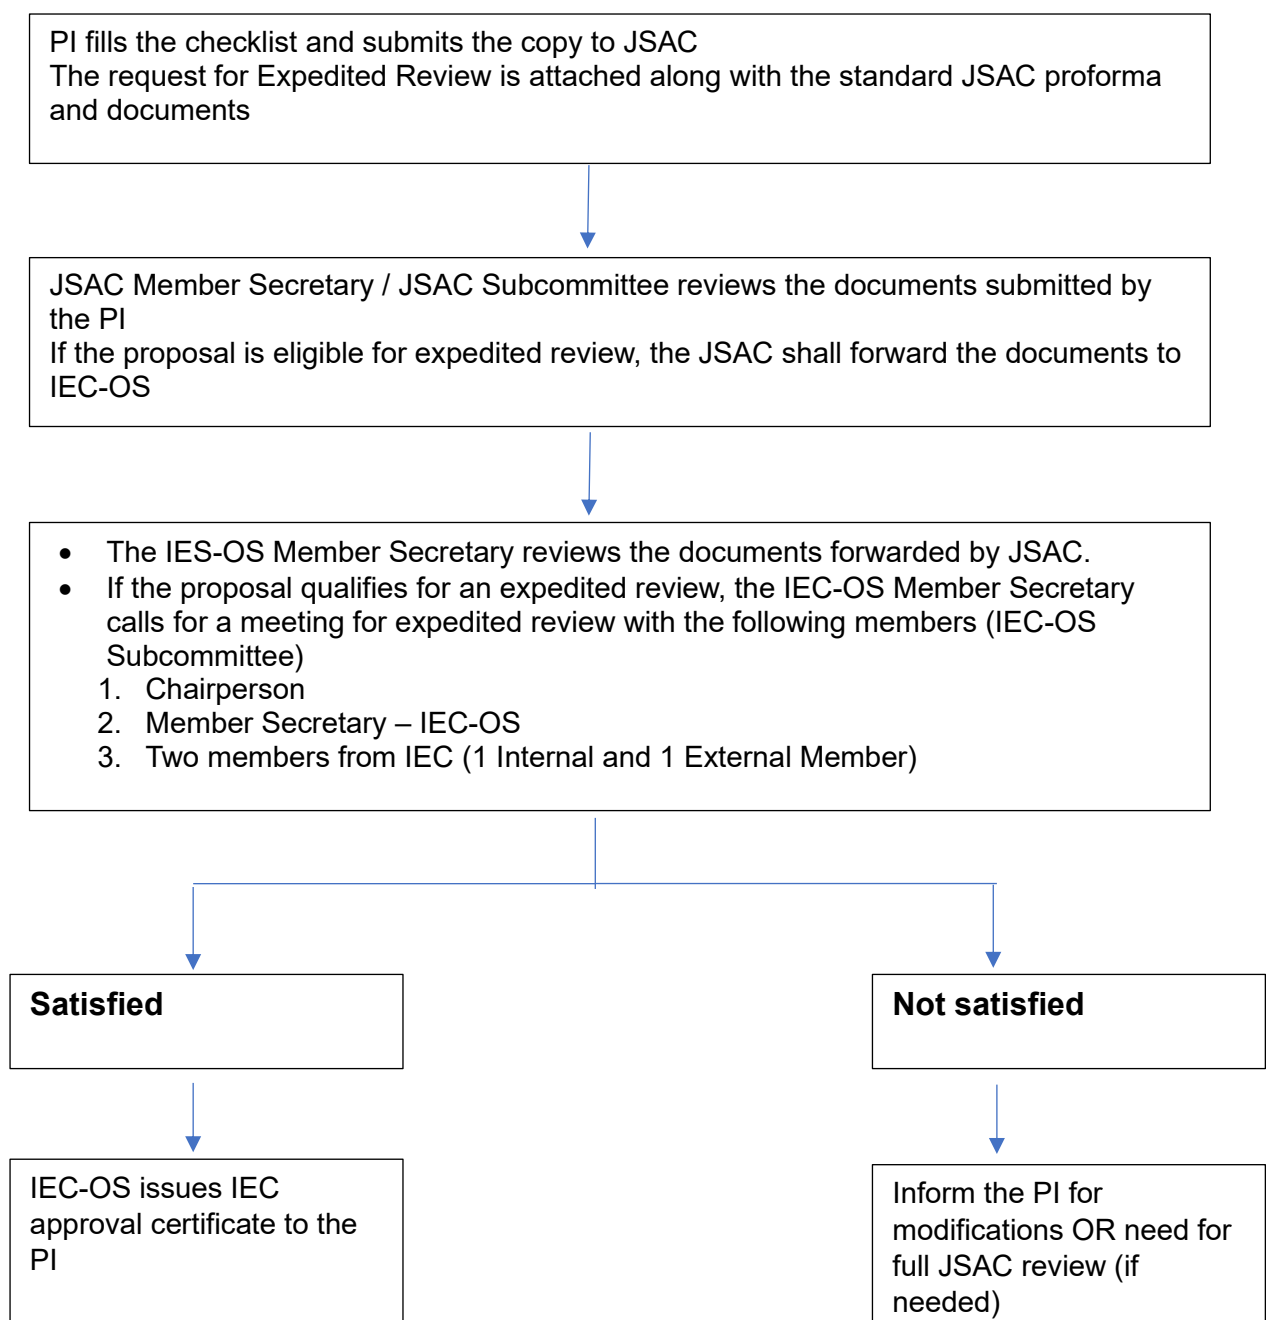 PI fills the checklist and submits the copy to JSAC
The request for Expedited Review is attached along with the standard JSAC proforma
and documents
JSAC Member Secretary / JSAC Subcommittee reviews the documents submitted by
the PI
If the proposal is eligible for expedited review, the JSAC shall forward the documents to
IEC-OS
• The IES-OS Member Secretary reviews the documents forwarded by JSAC.
• If the proposal qualifies for an expedited review, the IEC-OS Member Secretary
calls for a meeting for expedited review with the following members (IEC-OS
Subcommittee)
1. Chairperson
2. Member Secretary – IEC-OS
3. Two members from IEC (1 Internal and 1 External Member)
Satisfied
Not satisfied
IEC-OS issues IEC
approval certificate to the
PI
Inform the PI for
modifications OR need for
full JSAC review (if
needed)